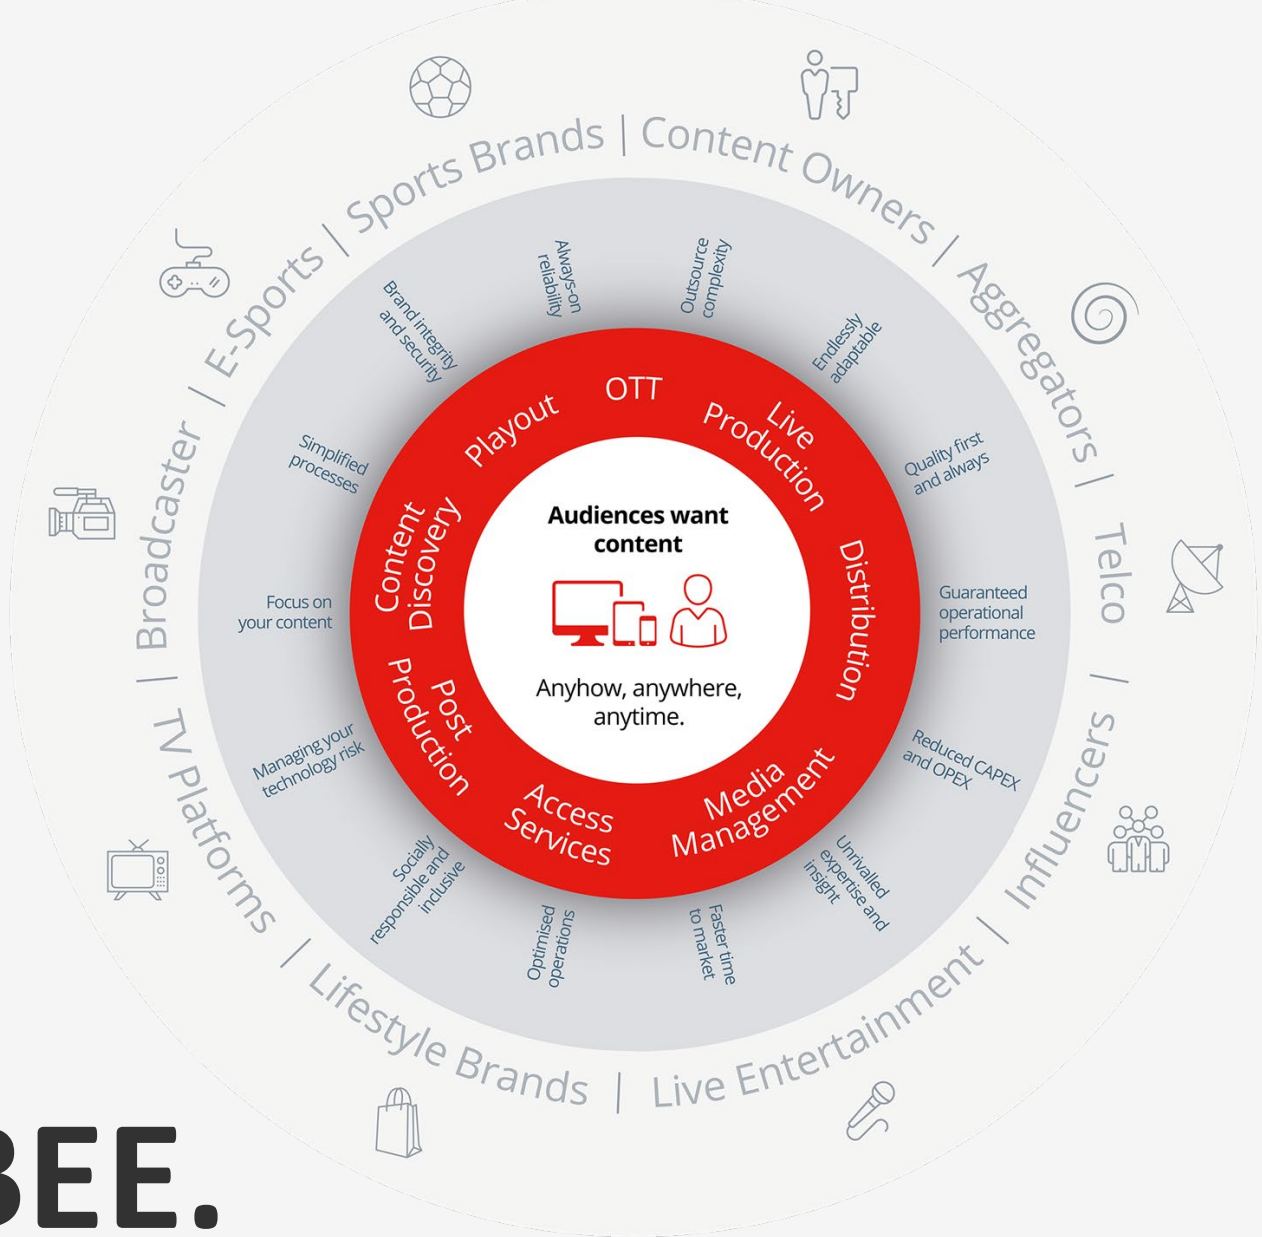 Sports Brands | Content Owners | Aggregators | Telco | Influencers | Live Entertainment | Lifestyle Brands | TV Platforms | Broadcaster | E-Sports |
Always-on
reliability
Outsource
complexity
Endlessly
adaptable
Quality first
and always
Guaranteed
operational
performance
Reduced CAPEX
and OPEX
Unrivalled
expertise and
insight
Faster time
to market
Optimised
operations
Socially
responsible and
inclusive
Managing your
technology risk
Focus on
your content
Simplified
processes
Brand integrity
and security
OTT
Live
Production
Distribution
Media
Management
Access
Services
Post
Production
Content
Discovery
Playout
Audiences want
content
Anyhow, anywhere,
anytime.
BEE.